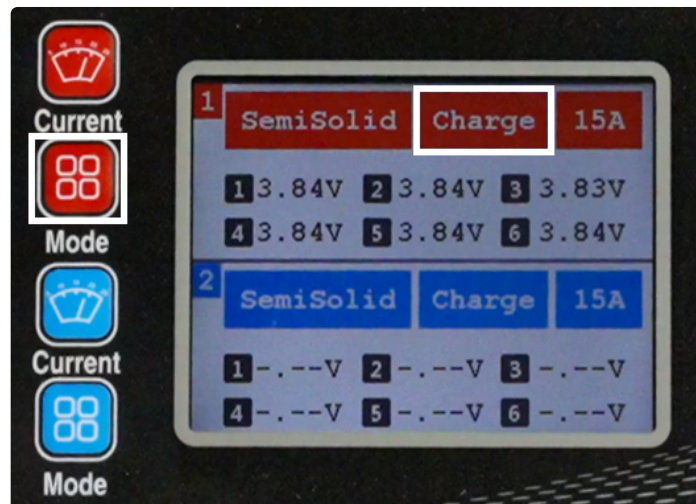 Current
Mode
Current
Mode
1 SemiSolid Charge 15A
1 3.84V 2 3.84V 3 3.83V
4 3.84V 5 3.84V 6 3.84V
2 SemiSolid Charge 15A
1 -.--V 2 -.--V 3 -.--V
4 -.--V 5 -.--V 6 -.--V